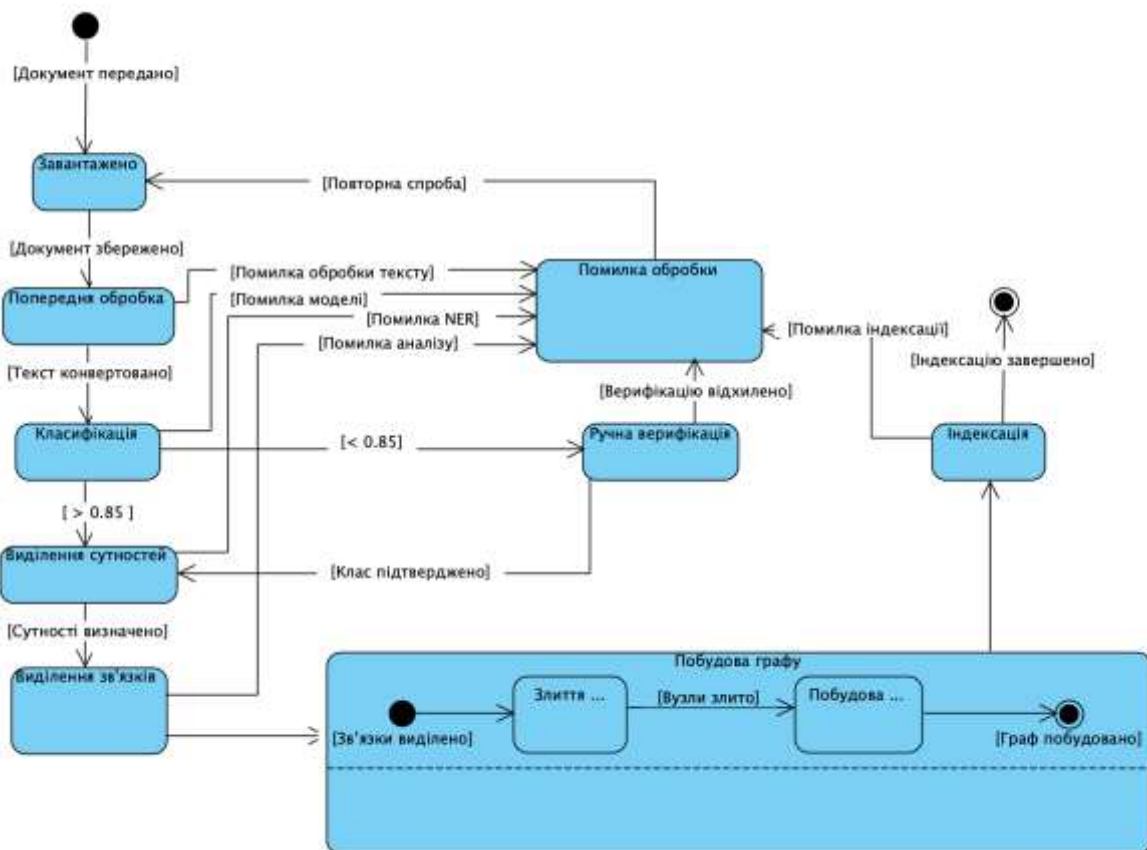 [Документ передано]
Завантажено
[Повторна спроба]
[Документ збережено]
[Помилка обробки тексту]
Помилка обробки
Попередня обробка
[Помилка моделі]
[Помилка NER]
[Помилка індексації]
[Помилка аналізу]
[Індексацію завершено]
[Текст конвертовано]
[Верифікацію відхилено]
Класифікація
[< 0.85]
Ручна верифікація
Індексація
[ > 0.85 ]
Виділення сутностей
[Клас підтверджено]
[Сутності визначено]
Виділення зв'язків
Побудова графу
Злиття ...
[Вузли злито]
Побудова ...
[Зв'язки виділено]
[Граф побудовано]